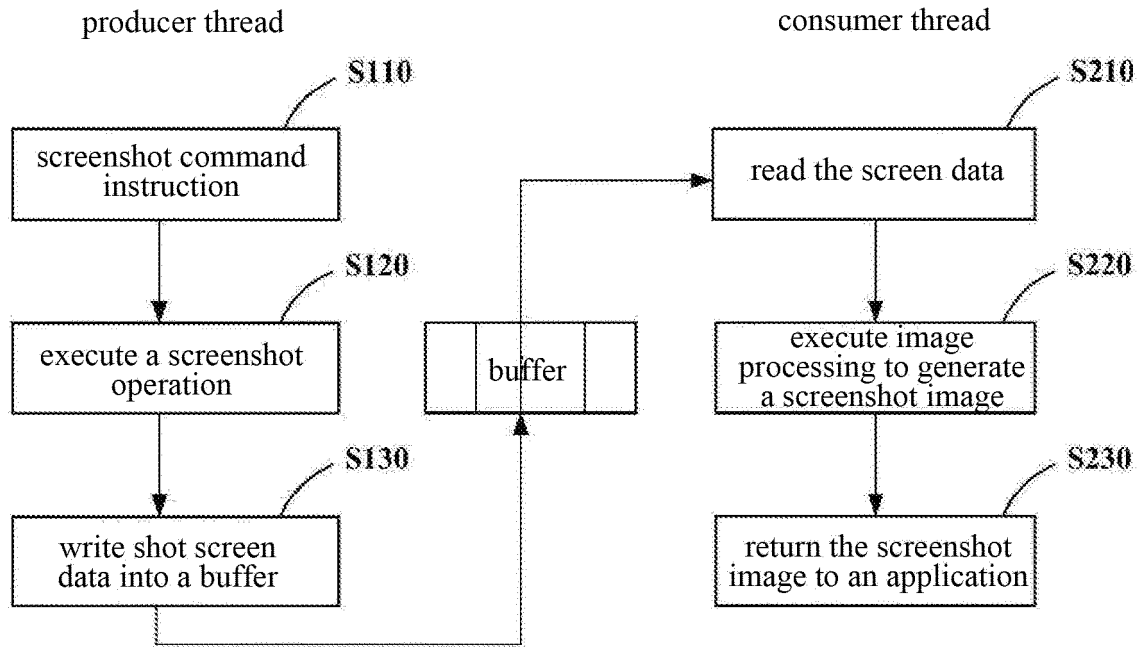 producer thread
S110
screenshot command
instruction
S120
execute a screenshot
operation
S130
write shot screen
data into a buffer
buffer
consumer thread
S210
read the screen data
S220
execute image
processing to generate
a screenshot image
S230
return the screenshot
image to an application